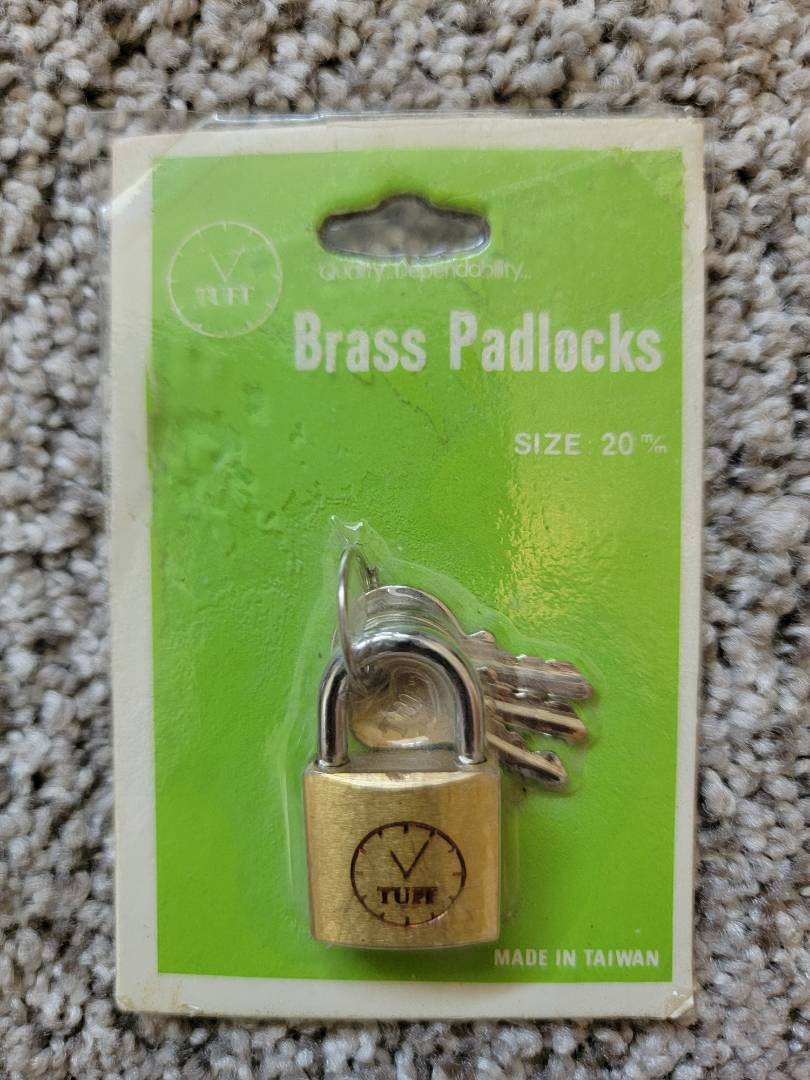 Quality...Dependability...
TUFF
Brass Padlocks
SIZE : 20 m/m
TUFF
MADE IN TAIWAN